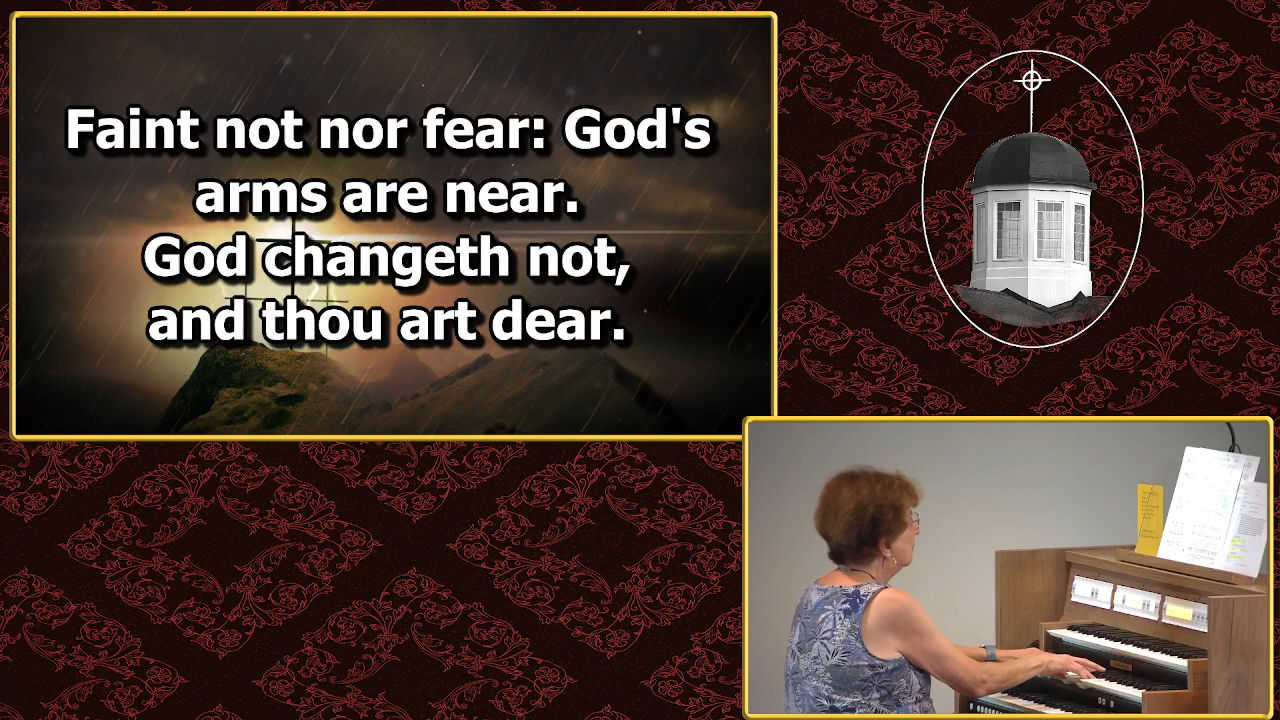 Faint not nor fear: God's
arms are near.
God changeth not,
and thou art dear.